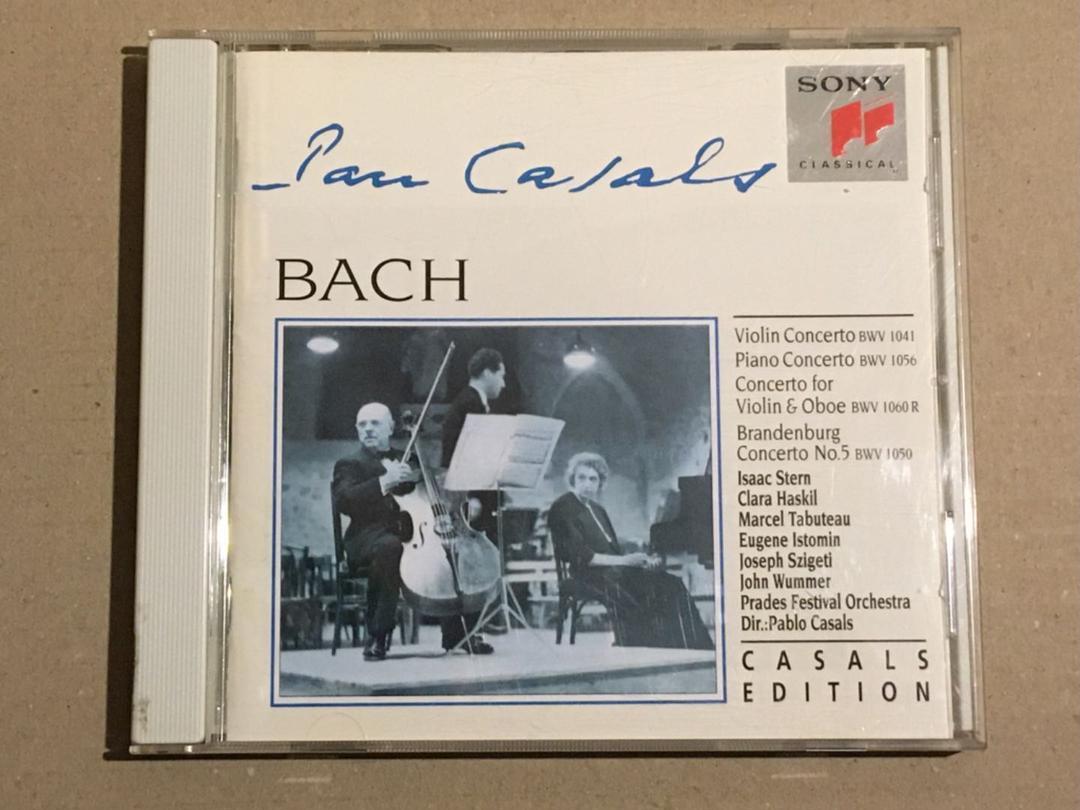 SONY
CLASSICAL
Pau Casals
BACH
Violin Concerto BWV 1041
Piano Concerto BWV 1056
Concerto for
Violin & Oboe BWV 1060 R
Brandenburg
Concerto No.5 BWV 1050
Isaac Stern
Clara Haskil
Marcel Tabuteau
Eugene Istomin
Joseph Szigeti
John Wummer
Prades Festival Orchestra
Dir.:Pablo Casals
CASALS
EDITION